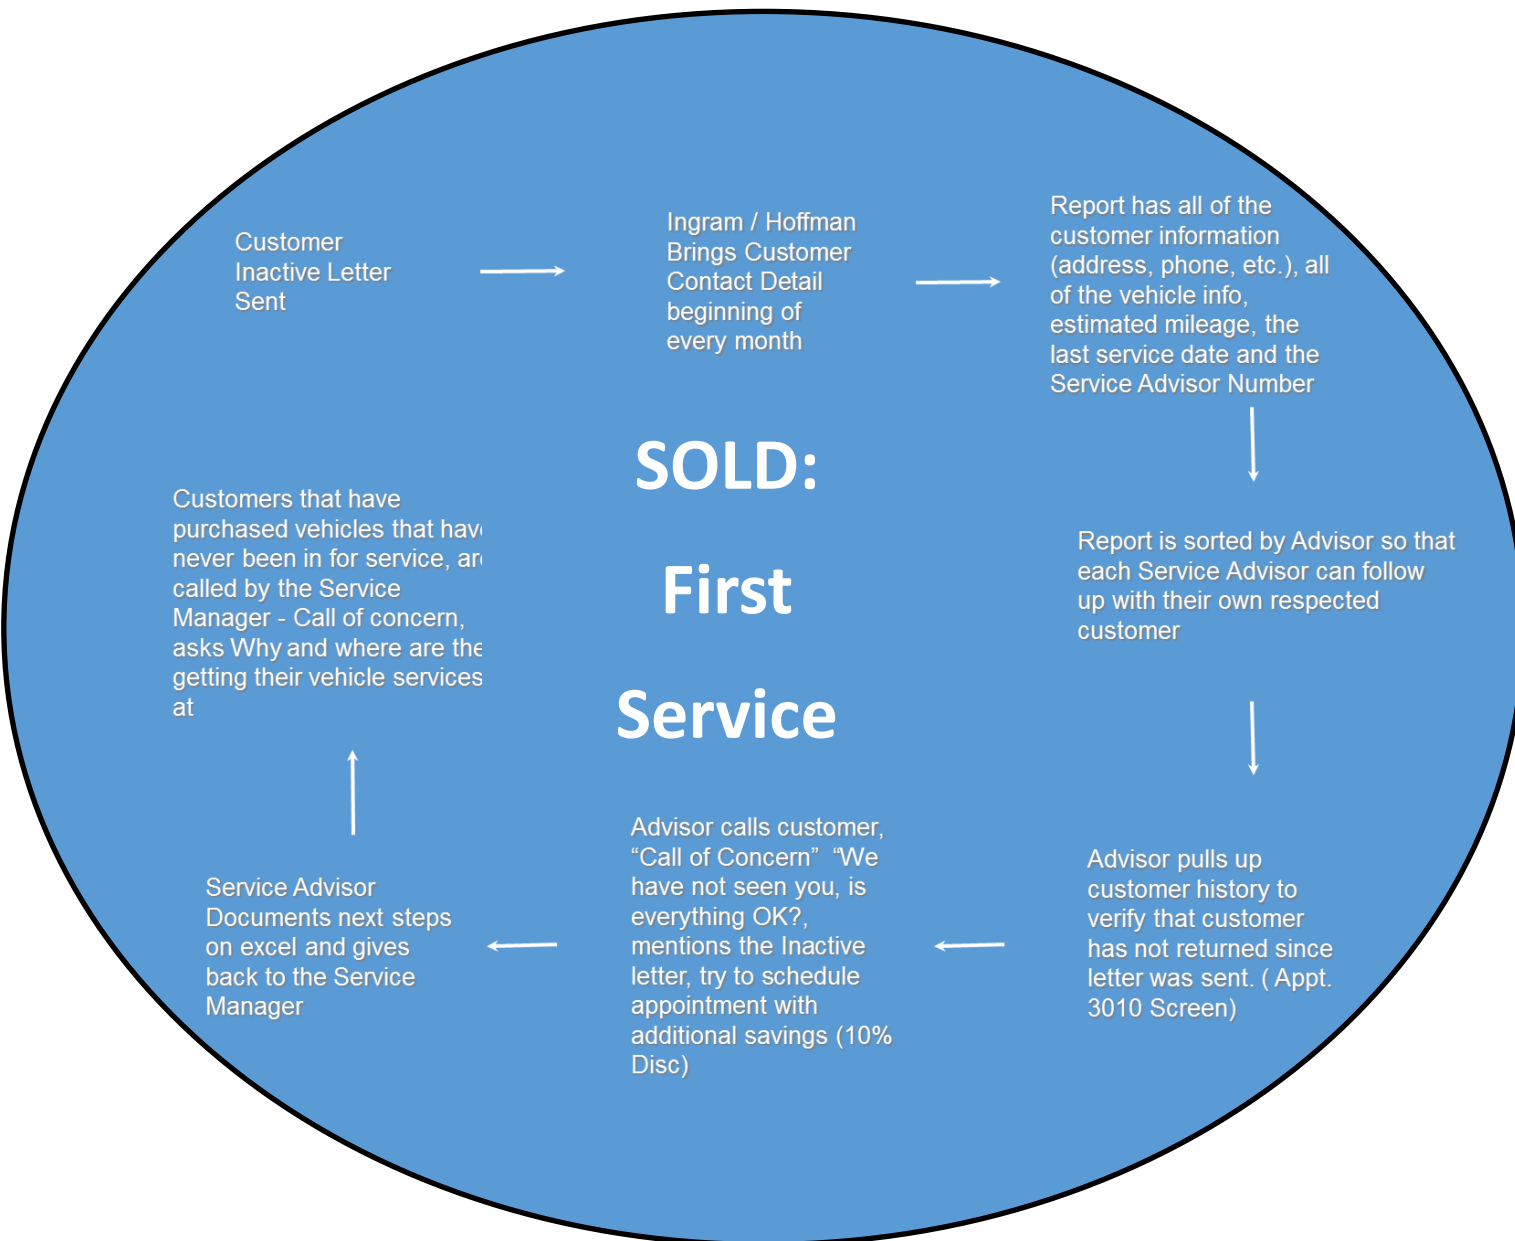 Customer
Inactive Letter
Sent
Ingram / Hoffman
Brings Customer
Contact Detail
beginning of
every month
Report has all of the
customer information
(address, phone, etc.), all
of the vehicle info,
estimated mileage, the
last service date and the
Service Advisor Number
Report is sorted by Advisor so that
each Service Advisor can follow
up with their own respected
customer
Advisor pulls up
customer history to
verify that customer
has not returned since
letter was sent. ( Appt.
3010 Screen)
Advisor calls customer,
“Call of Concern”  “We
have not seen you, is
everything OK?,
mentions the Inactive
letter, try to schedule
appointment with
additional savings (10%
Disc)
Service Advisor
Documents next steps
on excel and gives
back to the Service
Manager
Customers that have
purchased vehicles that hav
never been in for service, ar
called by the Service
Manager - Call of concern,
asks Why and where are the
getting their vehicle services
at
SOLD:
First
Service